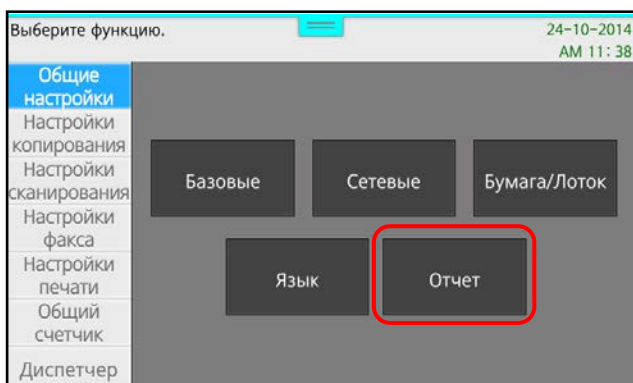 Выберите функцию.
24-10-2014
AM 11:38
Общие
настройки
Настройки
копирования
Настройки
сканирования
Настройки
факса
Настройки
печати
Общий
счетчик
Диспетчер
Базовые
Сетевые
Бумага/Лоток
Язык
Отчет